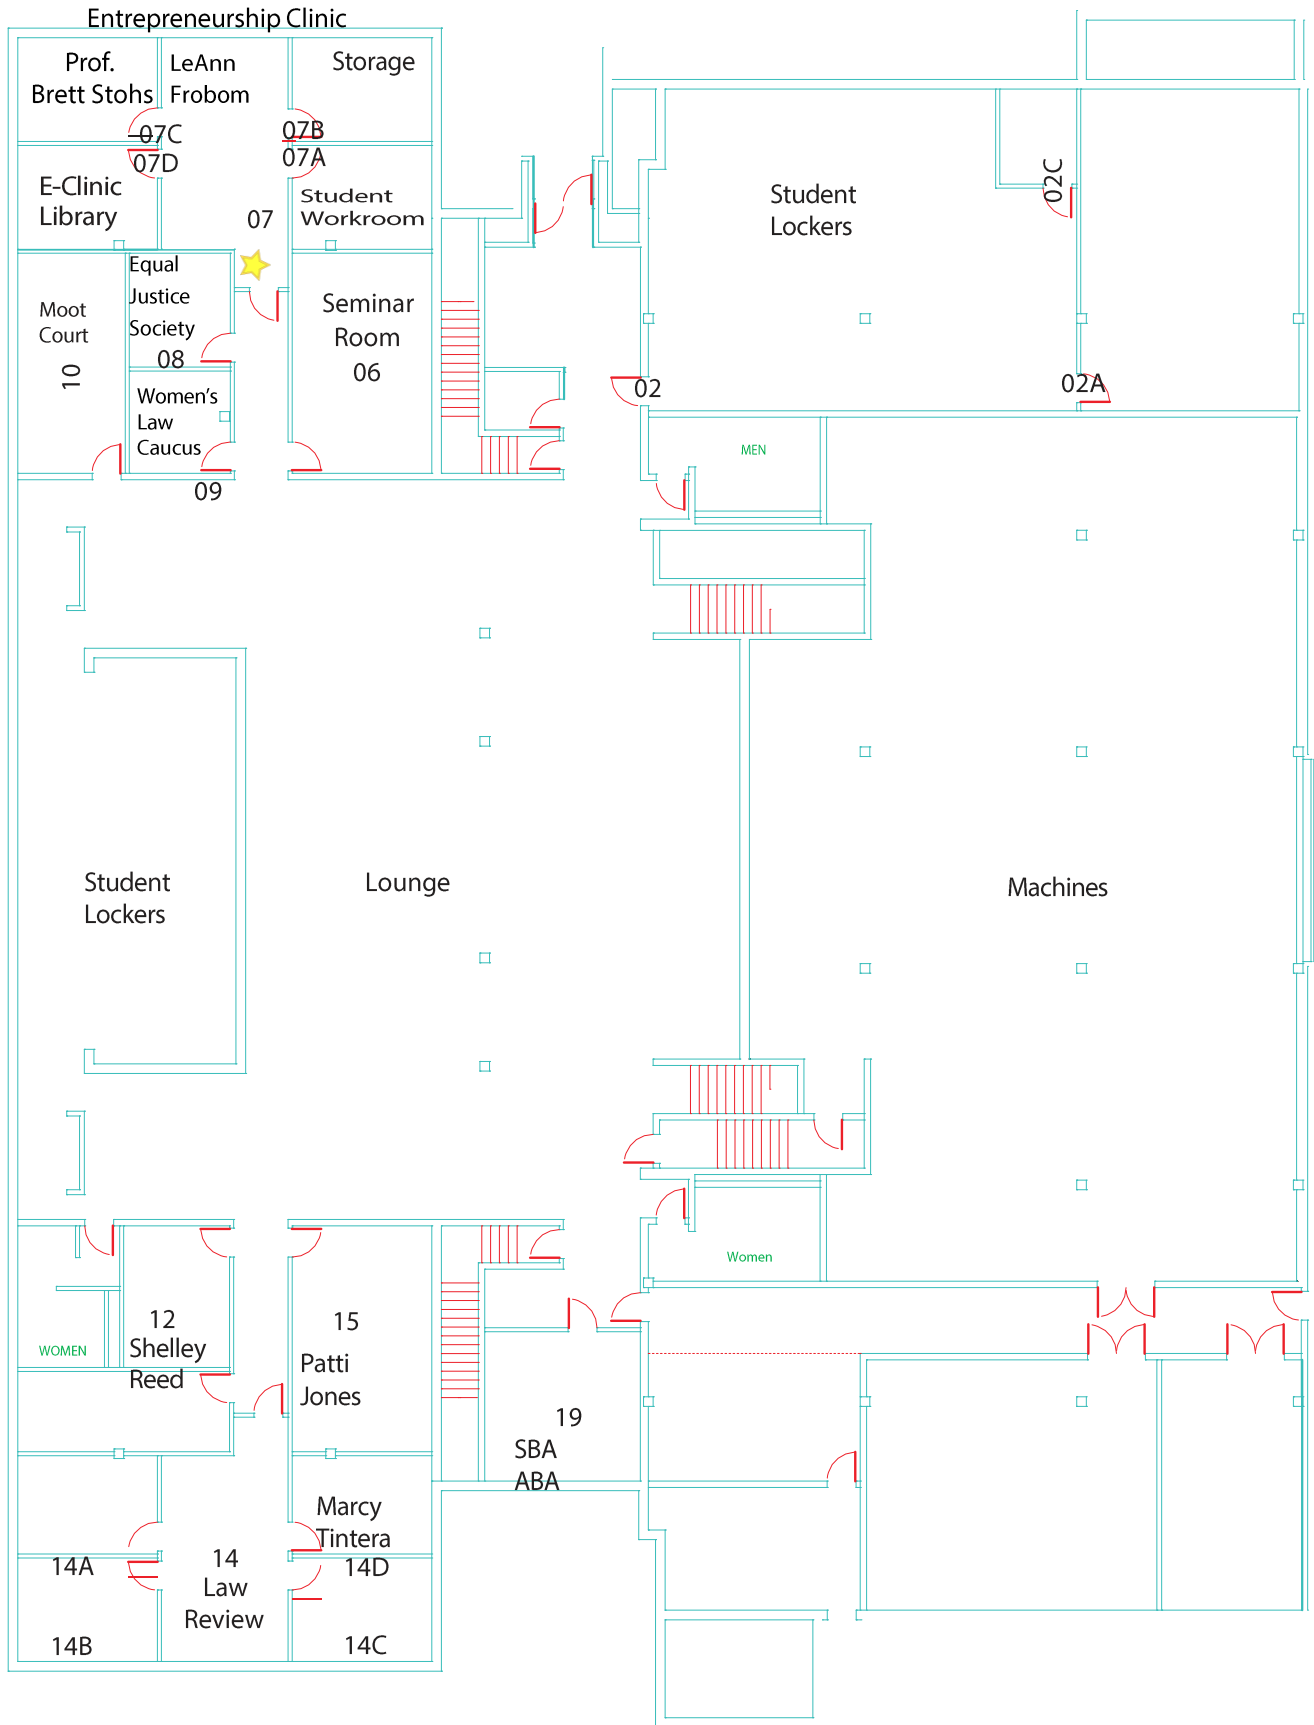 Entrepreneurship Clinic
Prof.
Brett Stohs
LeAnn
Frobom
Storage
07C
07B
07D
07A
E-Clinic
Library
07
Student
Workroom
Student
Lockers
02C
Equal
Justice
Society
08
Moot
Court
10
Seminar
Room
06
Women's
Law
Caucus
09
02
02A
MEN
Student
Lockers
Lounge
Machines
Women
12
Shelley
Reed
WOMEN
15
Patti
Jones
19
SBA
ABA
Marcy
Tintera
14A
14
Law
Review
14D
14B
14C